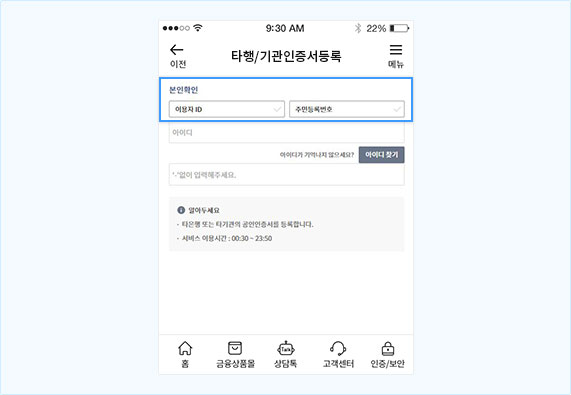 9:30 AM 22%
이전 타행/기관인증서등록 메뉴
본인확인
이용자 ID 주민등록번호
아이디
아이디가 기억나지 않으세요? 아이디 찾기
'-'없이 입력해주세요.
알아두세요
· 타은행 또는 타기관의 공인인증서를 등록합니다.
· 서비스 이용시간 : 00:30 ~ 23:50
Talk
홈 금융상품몰 상담톡 고객센터 인증/보안